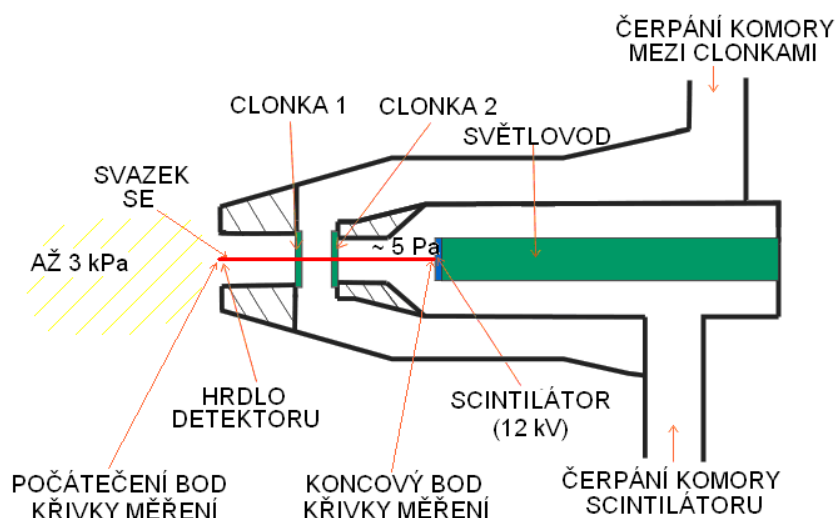 ČERPÁNÍ KOMORY
MEZI CLONKAMI
CLONKA 1
CLONKA 2
SVĚTLOVOD
SVAZEK
SE
~ 5 Pa
AŽ 3 kPa
HRDLO
DETEKTORU
SCINTILÁTOR
(12 kV)
POČÁTEČENÍ BOD
KŘIVKY MĚŘENÍ
KONCOVÝ BOD
KŘIVKY MĚŘENÍ
ČERPÁNÍ KOMORY
SCINTILÁTORU